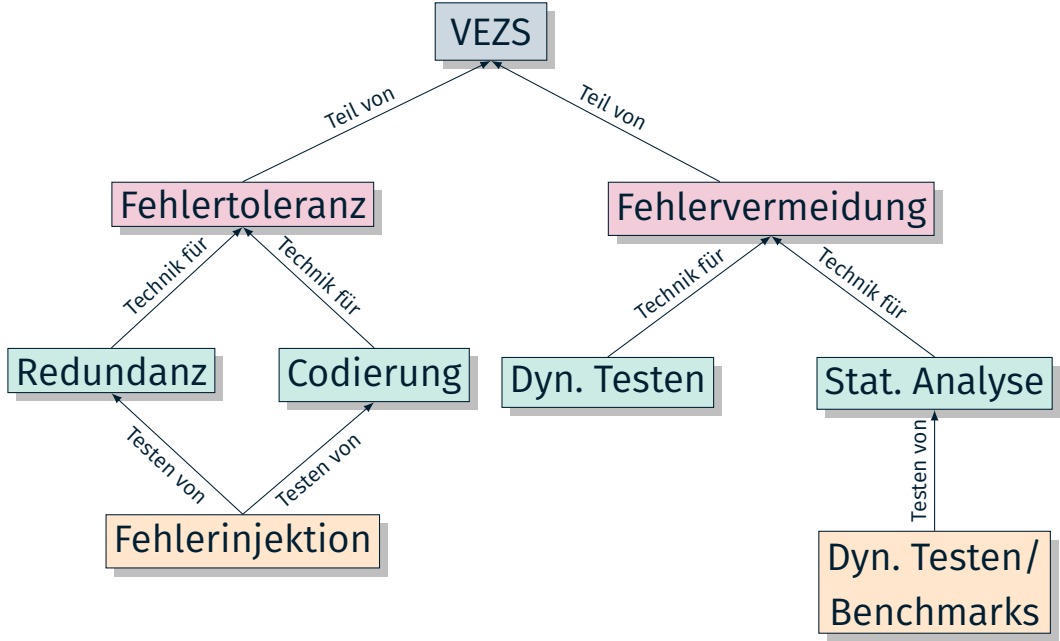 VEZS
Teil von
Teil von
Fehlertoleranz
Fehlervermeidung
Technik für
Technik für
Technik für
Technik für
Redundanz
Codierung
Dyn. Testen
Stat. Analyse
Testen von
Testen von
Testen von
Fehlerinjektion
Dyn. Testen/
Benchmarks